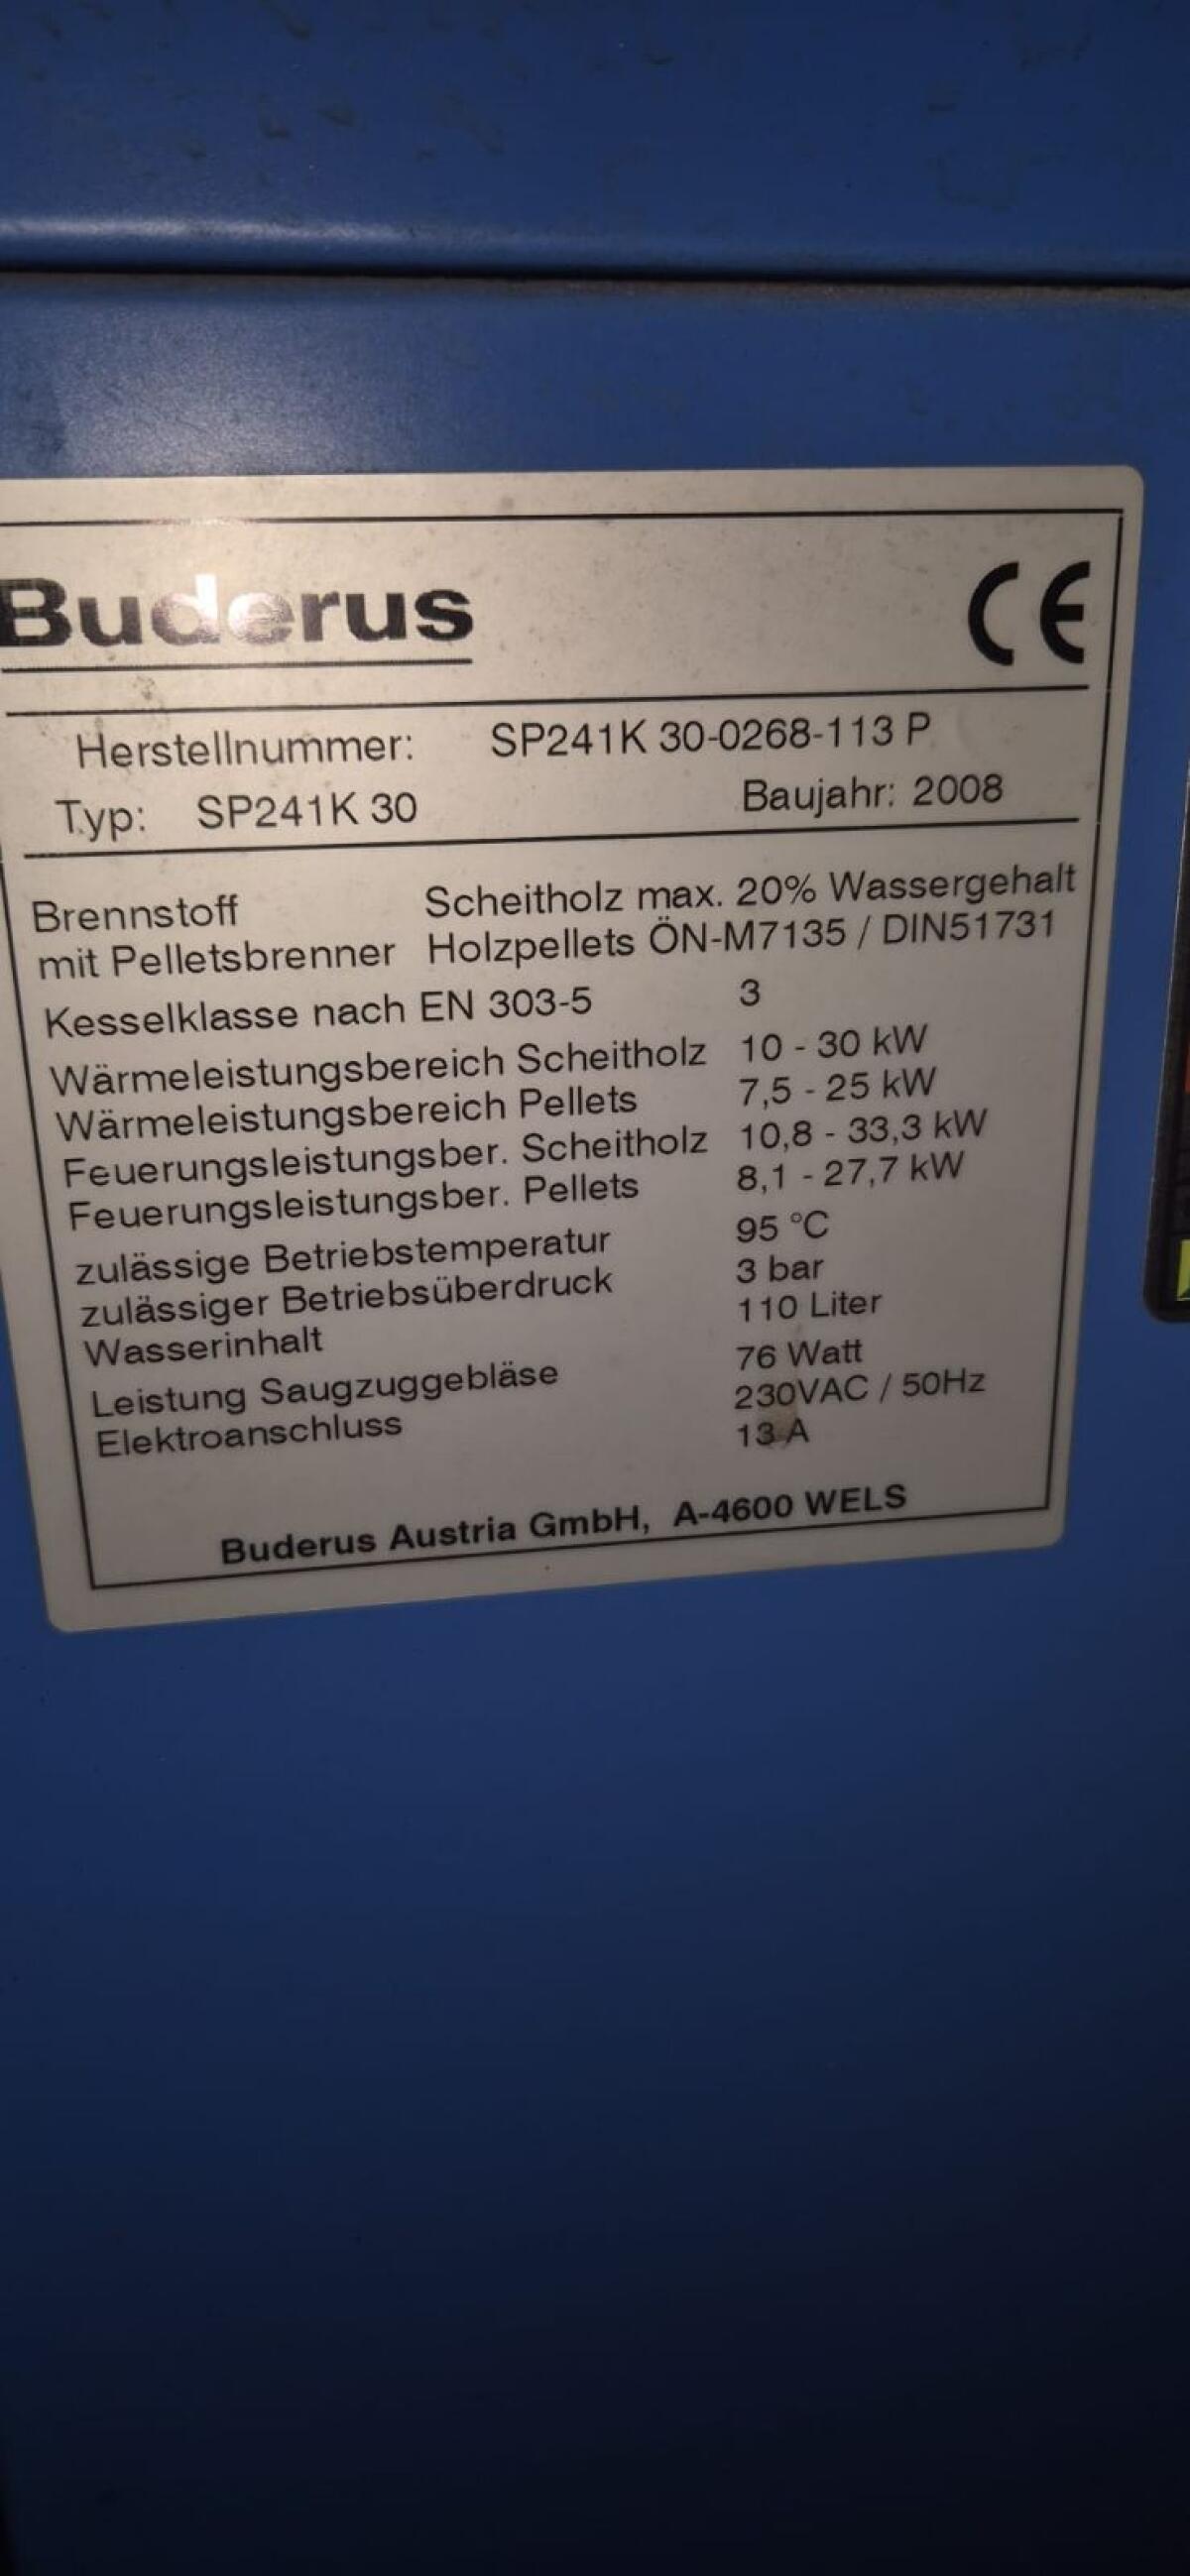 Buderus CE
Herstellnummer: SP241K 30-0268-113 P
Typ: SP241K 30 Baujahr: 2008
Brennstoff Scheitholz max. 20% Wassergehalt
mit Pelletsbrenner Holzpellets ÖN-M7135 / DIN51731
Kesselklasse nach EN 303-5 3
Wärmeleistungsbereich Scheitholz 10 - 30 kW
Wärmeleistungsbereich Pellets 7,5 - 25 kW
Feuerungsleistungsber. Scheitholz 10,8 - 33,3 kW
Feuerungsleistungsber. Pellets 8,1 - 27,7 kW
zulässige Betriebstemperatur 95 °C
zulässiger Betriebsüberdruck 3 bar
Wasserinhalt 110 Liter
Leistung Saugzuggebläse 76 Watt
Elektroanschluss 230VAC / 50Hz
13 A
Buderus Austria GmbH, A-4600 WELS